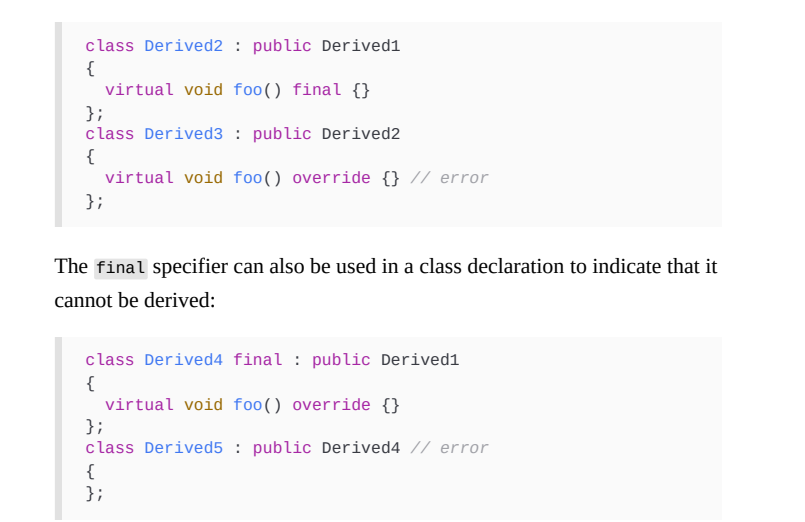 class Derived2 : public Derived1
{
  virtual void foo() final {}
};
class Derived3 : public Derived2
{
  virtual void foo() override {} // error
};
The final specifier can also be used in a class declaration to indicate that it
cannot be derived:
class Derived4 final : public Derived1
{
  virtual void foo() override {}
};
class Derived5 : public Derived4 // error
{
};